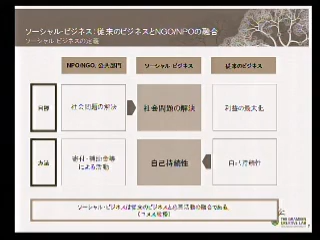 ソーシャル・ビジネス：従来のビジネスとNGO/NPOの融合
ソーシャル・ビジネスの定義
NPO/NGO、公共部門
ソーシャル・ビジネス
従来のビジネス
目標
社会問題の解決
社会問題の解決
利益の最大化
方法
寄付・補助金等
による活動
自己持続性
自己持続性
ソーシャル・ビジネスは従来のビジネスと
の融合である
THE GRAMEEN
CREATIVE LAB